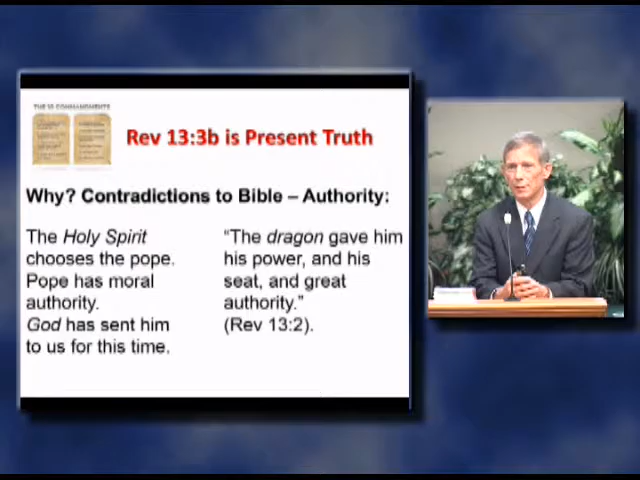 THE 10 COMMANDMENTS
Rev 13:3b is Present Truth
Why? Contradictions to Bible – Authority:
The Holy Spirit
chooses the pope.
Pope has moral
authority.
God has sent him
to us for this time.
“The dragon gave him
his power, and his
seat, and great
authority.”
(Rev 13:2).